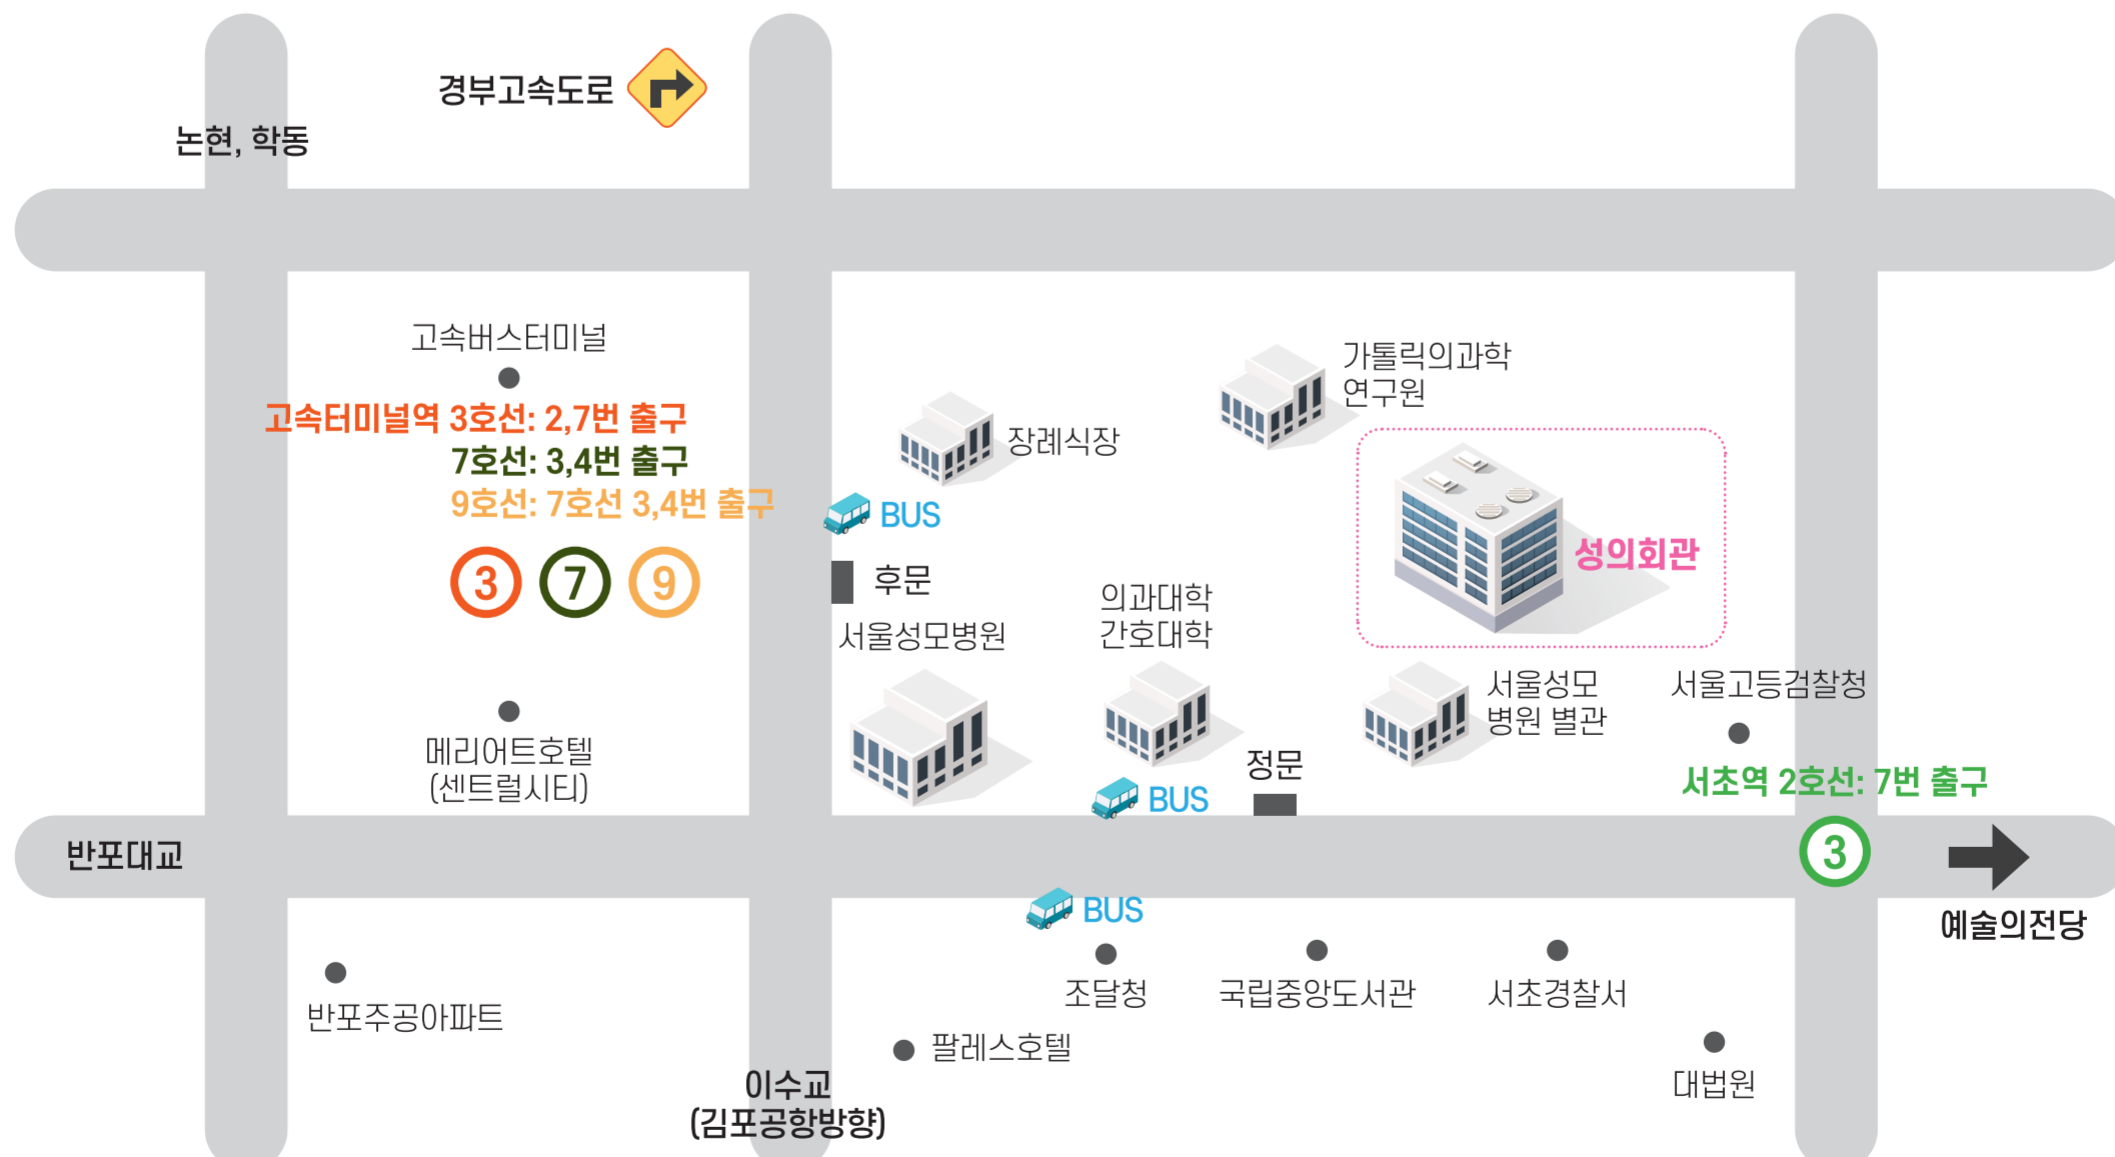 경부고속도로
논현, 학동
고속버스터미널
고속터미널역 3호선: 2,7번 출구
7호선: 3,4번 출구
9호선: 7호선 3,4번 출구
3
7
9
메리어트호텔
(센트럴시티)
장례식장
BUS
후문
서울성모병원
가톨릭의과학
연구원
성의회관
의과대학
간호대학
정문
BUS
서울성모
병원 별관
서울고등검찰청
서초역 2호선: 7번 출구
반포대교
3
예술의전당
BUS
조달청
국립중앙도서관
서초경찰서
반포주공아파트
팔레스호텔
대법원
이수교
(김포공항방향)